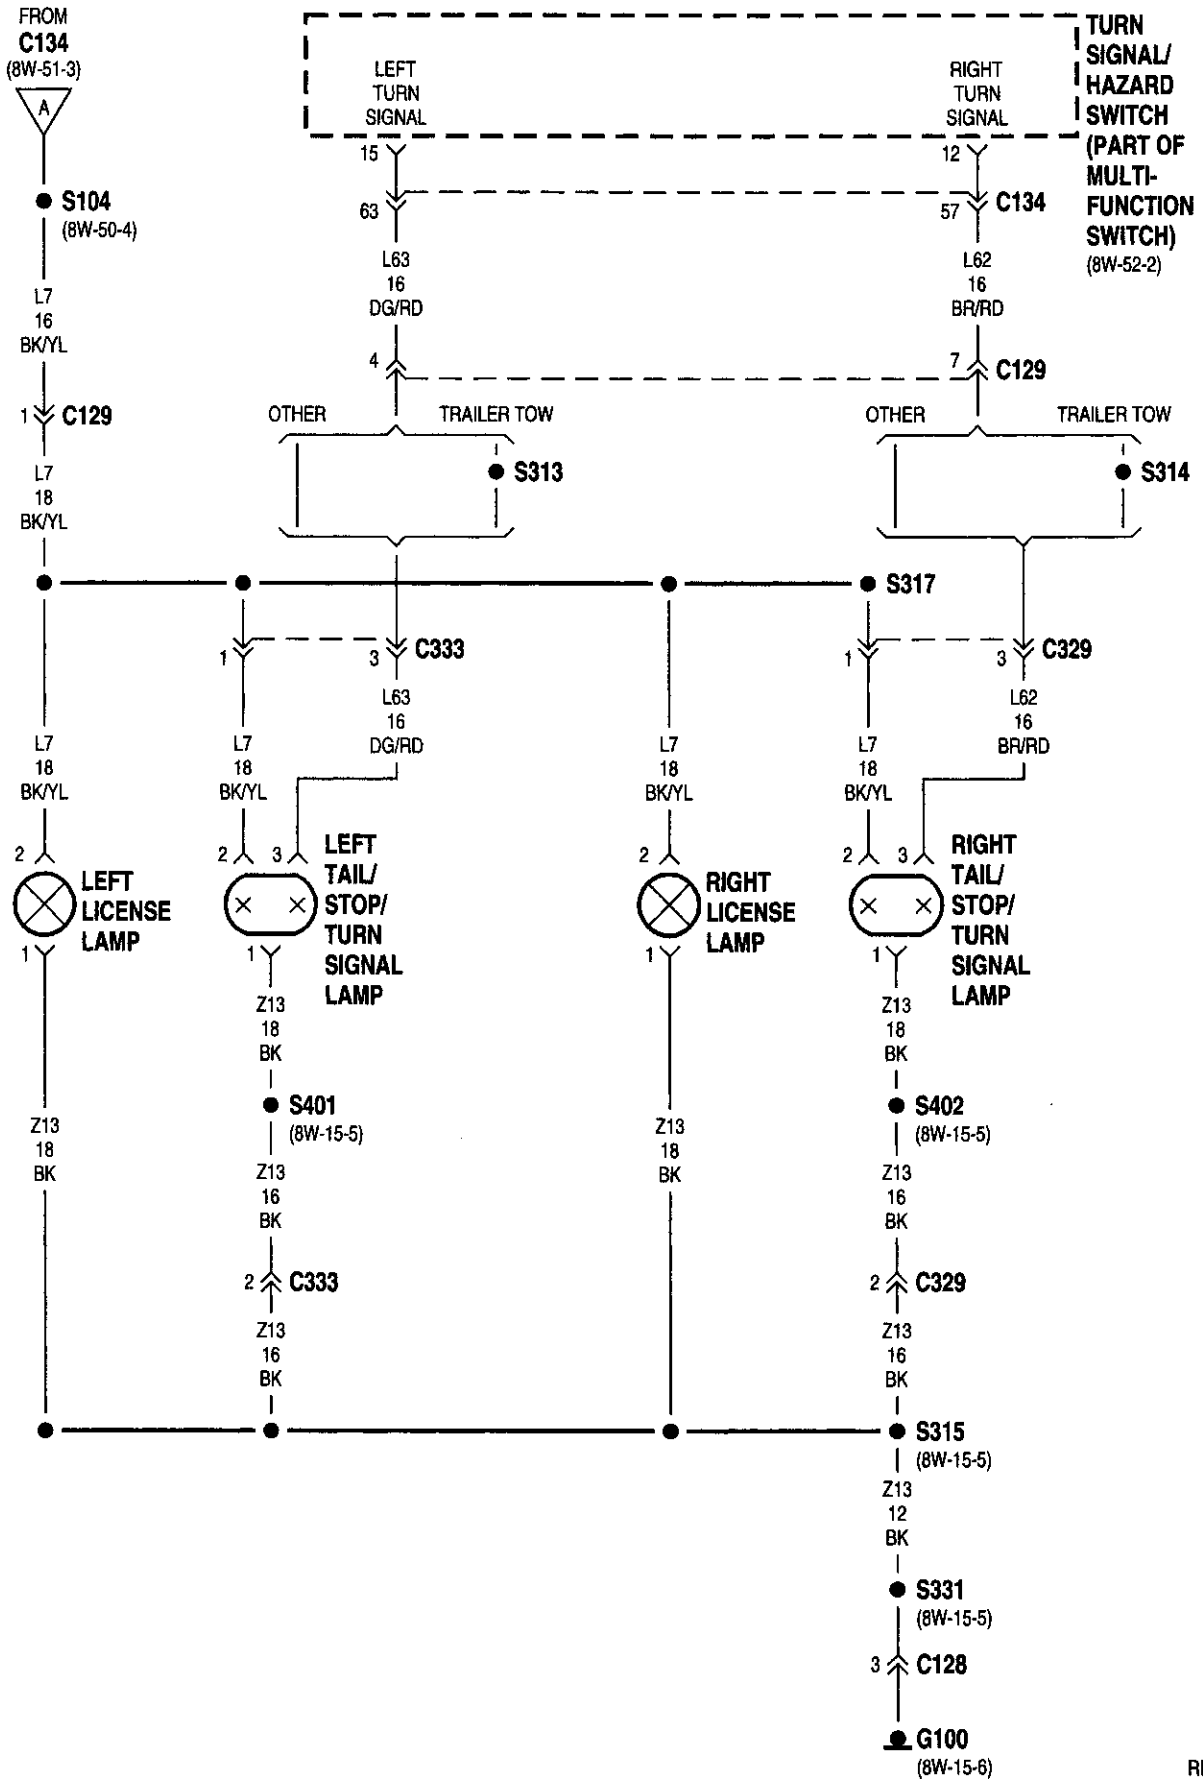 FROM
C134
(8W-51-3)
A
S104
(8W-50-4)
L7
16
BK/YL
1
C129
L7
18
BK/YL
LEFT
TURN
SIGNAL
RIGHT
TURN
SIGNAL
TURN
SIGNAL/
HAZARD
SWITCH
(PART OF
MULTI-
FUNCTION
SWITCH)
(8W-52-2)
15
12
63
57
C134
L63
16
DG/RD
L62
16
BR/RD
4
7
C129
OTHER
TRAILER TOW
S313
OTHER
TRAILER TOW
S314
S317
1
3
C333
1
3
C329
L63
16
DG/RD
L62
16
BR/RD
L7
18
BK/YL
L7
18
BK/YL
L7
18
BK/YL
L7
18
BK/YL
2
LEFT
LICENSE
LAMP
1
2
3
LEFT
TAIL/
STOP/
TURN
SIGNAL
LAMP
1
2
RIGHT
LICENSE
LAMP
1
2
3
RIGHT
TAIL/
STOP/
TURN
SIGNAL
LAMP
1
Z13
18
BK
Z13
18
BK
S401
(8W-15-5)
S402
(8W-15-5)
Z13
18
BK
Z13
16
BK
Z13
18
BK
Z13
16
BK
2
C333
2
C329
Z13
16
BK
Z13
16
BK
S315
(8W-15-5)
Z13
12
BK
S331
(8W-15-5)
3
C128
G100
(8W-15-6)